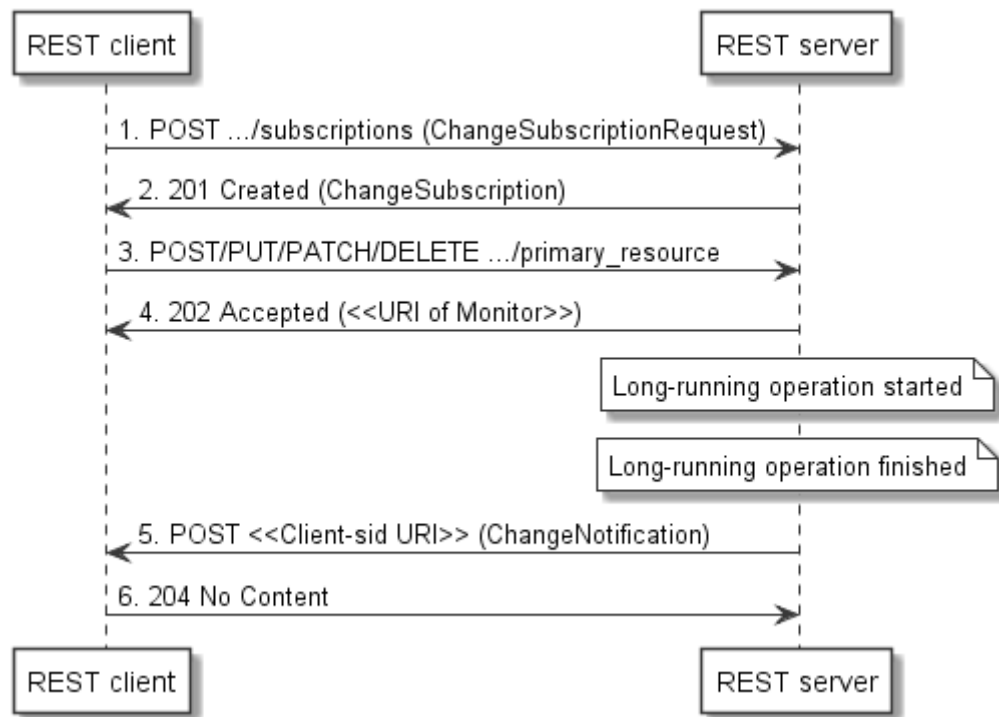 REST client
REST server
1. POST .../subscriptions (ChangeSubscriptionRequest)
2. 201 Created (ChangeSubscription)
3. POST/PUT/PATCH/DELETE .../primary_resource
4. 202 Accepted (<<URI of Monitor>>)
Long-running operation started
Long-running operation finished
5. POST <<Client-sid URI>> (ChangeNotification)
6. 204 No Content
REST client
REST server